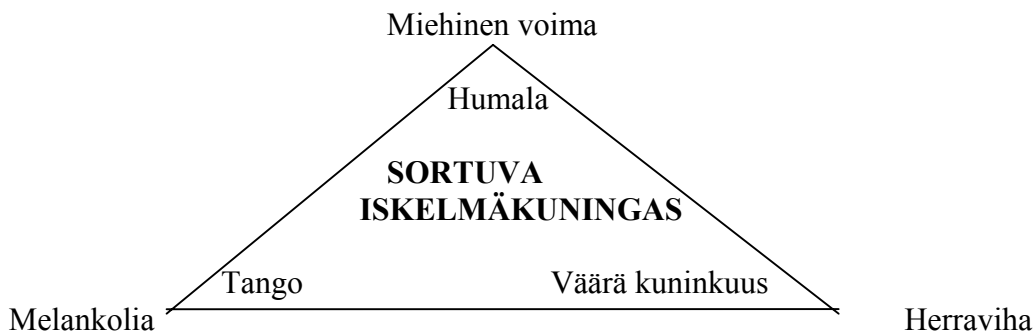 Miehinen voima
Humala
SORTUVA
ISKELMÄKUNINGAS
Tango
Väärä kuninkuus
Melankolia
Herraviha